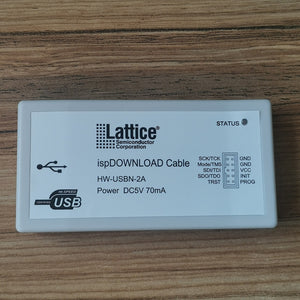 Lattice®
Semiconductor
Corporation
STATUS
ispDOWNLOAD Cable
HW-USBN-2A
Power DC5V 70mA
SCK/TCK GND
Mode/TMS GND
SDI/TDI VCC
SDO/TDO INIT
TRST PROG
HI-SPEED
CERTIFIED
USB